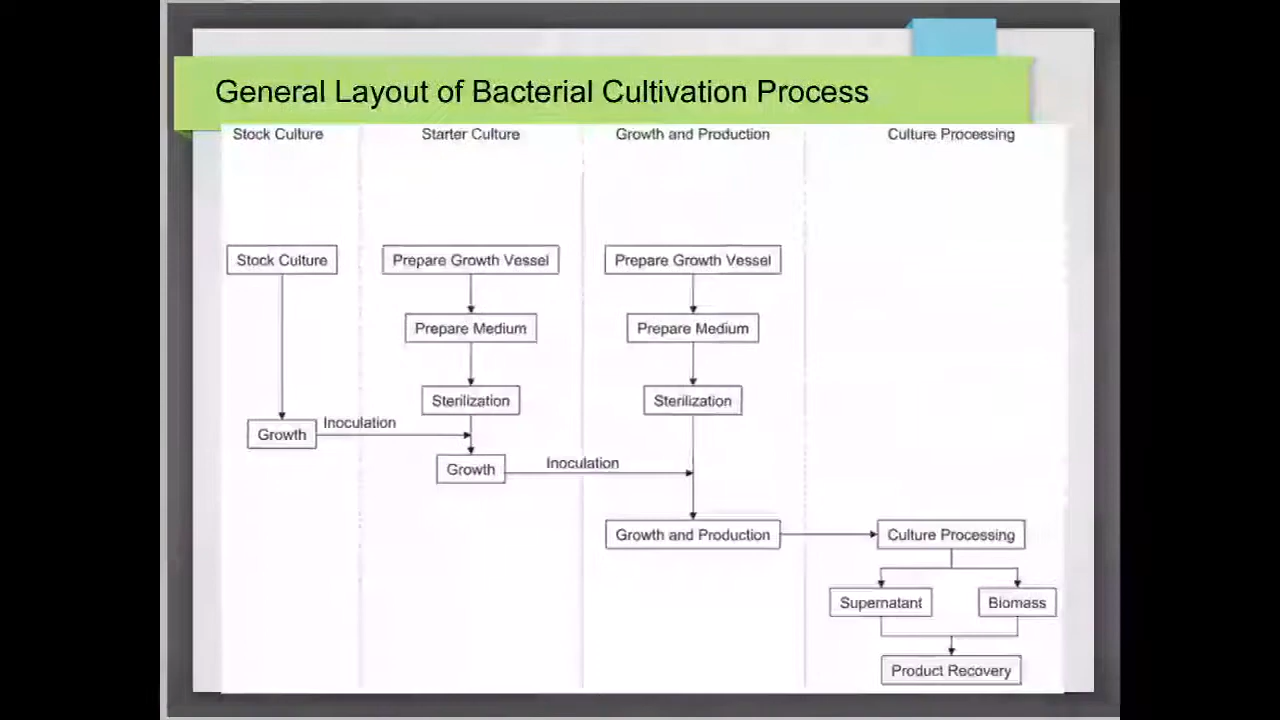 General Layout of Bacterial Cultivation Process
Stock Culture
Starter Culture
Growth and Production
Culture Processing
Stock Culture
Prepare Growth Vessel
Prepare Growth Vessel
Prepare Medium
Prepare Medium
Sterilization
Sterilization
Growth
Inoculation
Growth
Inoculation
Growth and Production
Culture Processing
Supernatant
Biomass
Product Recovery